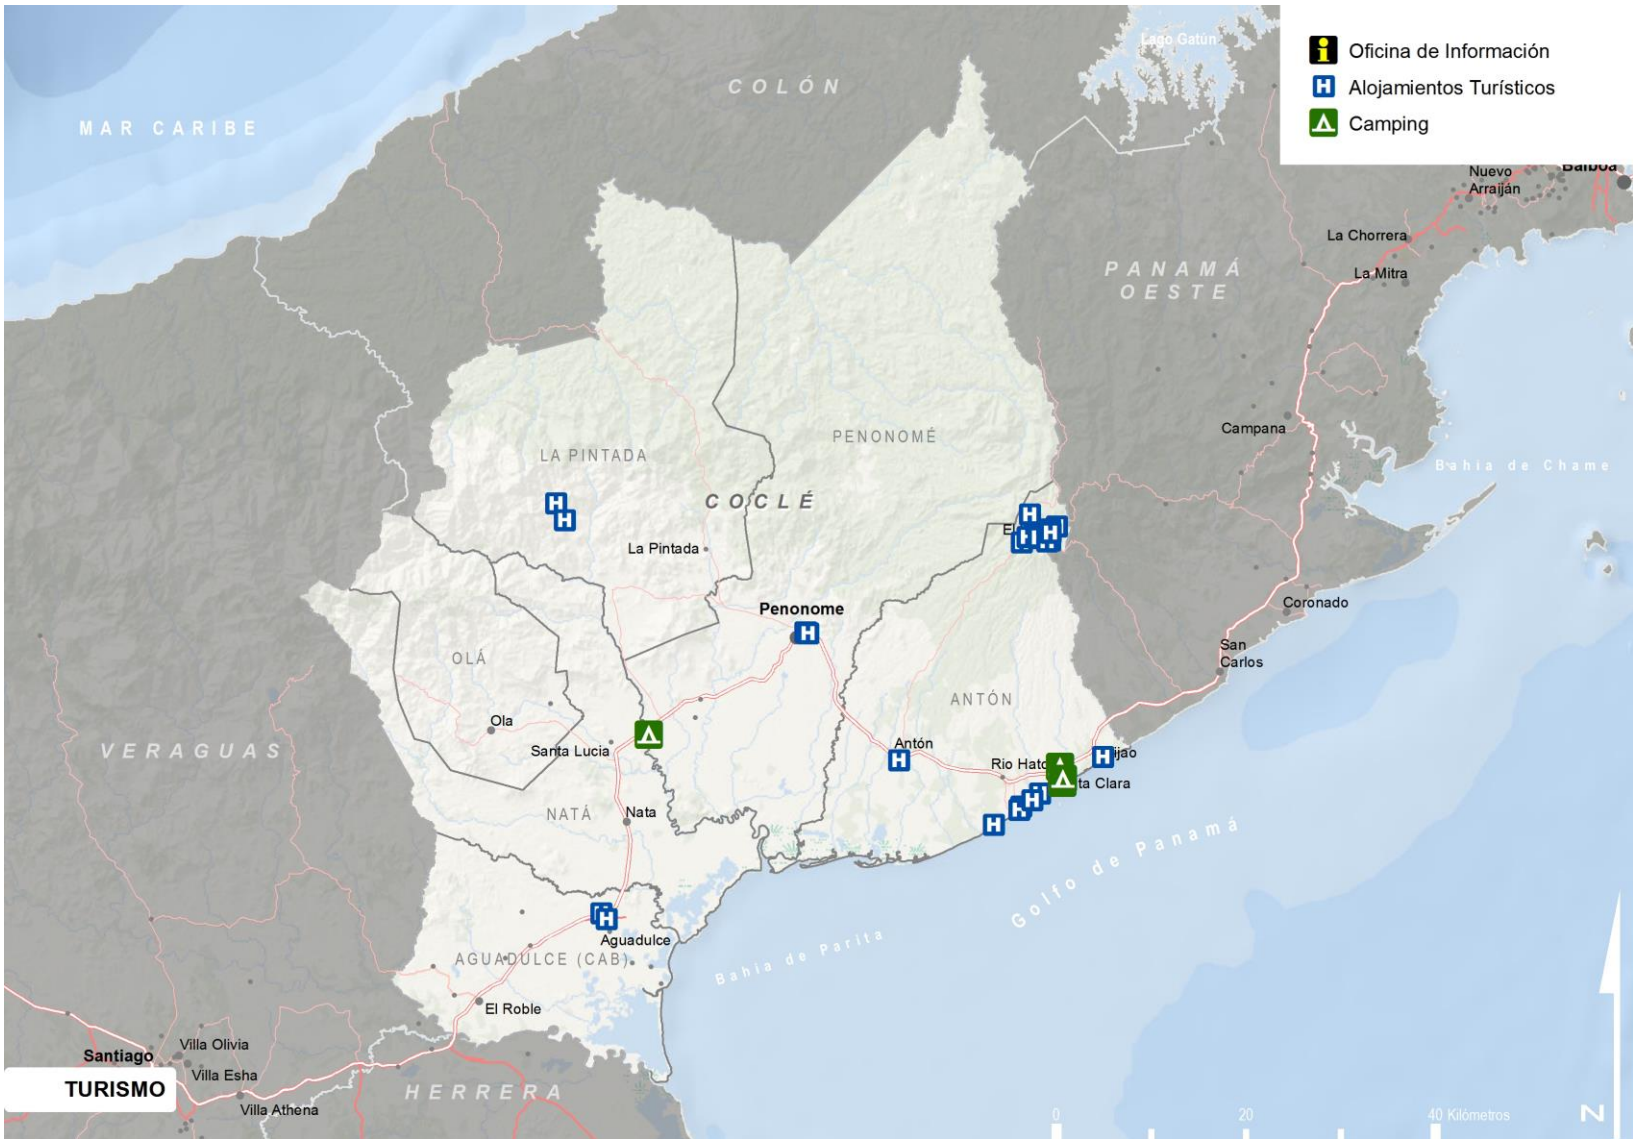 Lago Gatún
Oficina de Información
Alojamientos Turísticos
Camping
COLÓN
MAR CARIBE
Balboa
Nuevo
Arraiján
La Chorrera
La Mitra
PANAMÁ
OESTE
Campana
PENONOMÉ
LA PINTADA
Bahia de Chame
COCLÉ
H
H
H
El
H
H
La Pintada
Coronado
Penonome
H
San
Carlos
OLÁ
ANTÓN
Ola
Santa Lucia
VERAGUAS
Antón
H
Rio Hato
H
ijao
ta Clara
H
H
H
NATÁ
Nata
Golfo de Panamá
H
Aguadulce
Bahia de Parita
AGUADULCE (CAB)
El Roble
Villa Olivia
Santiago
Villa Esha
TURISMO
Villa Athena
HERRERA
0 20 40 Kilómetros
N